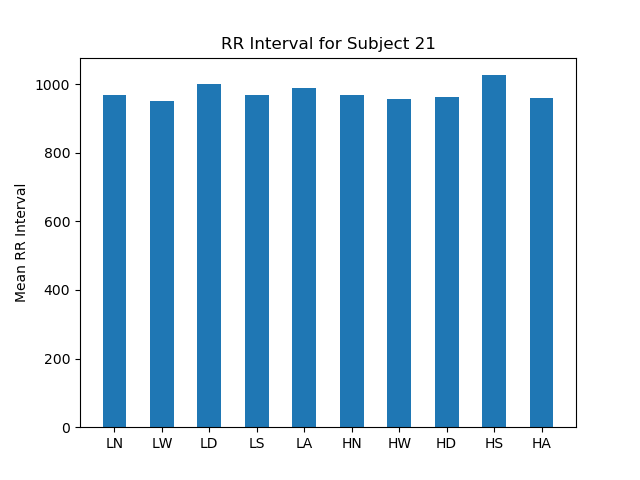 RR Interval for Subject 21
Mean RR Interval
1000
800
600
400
200
0
LN LW LD LS LA HN HW HD HS HA